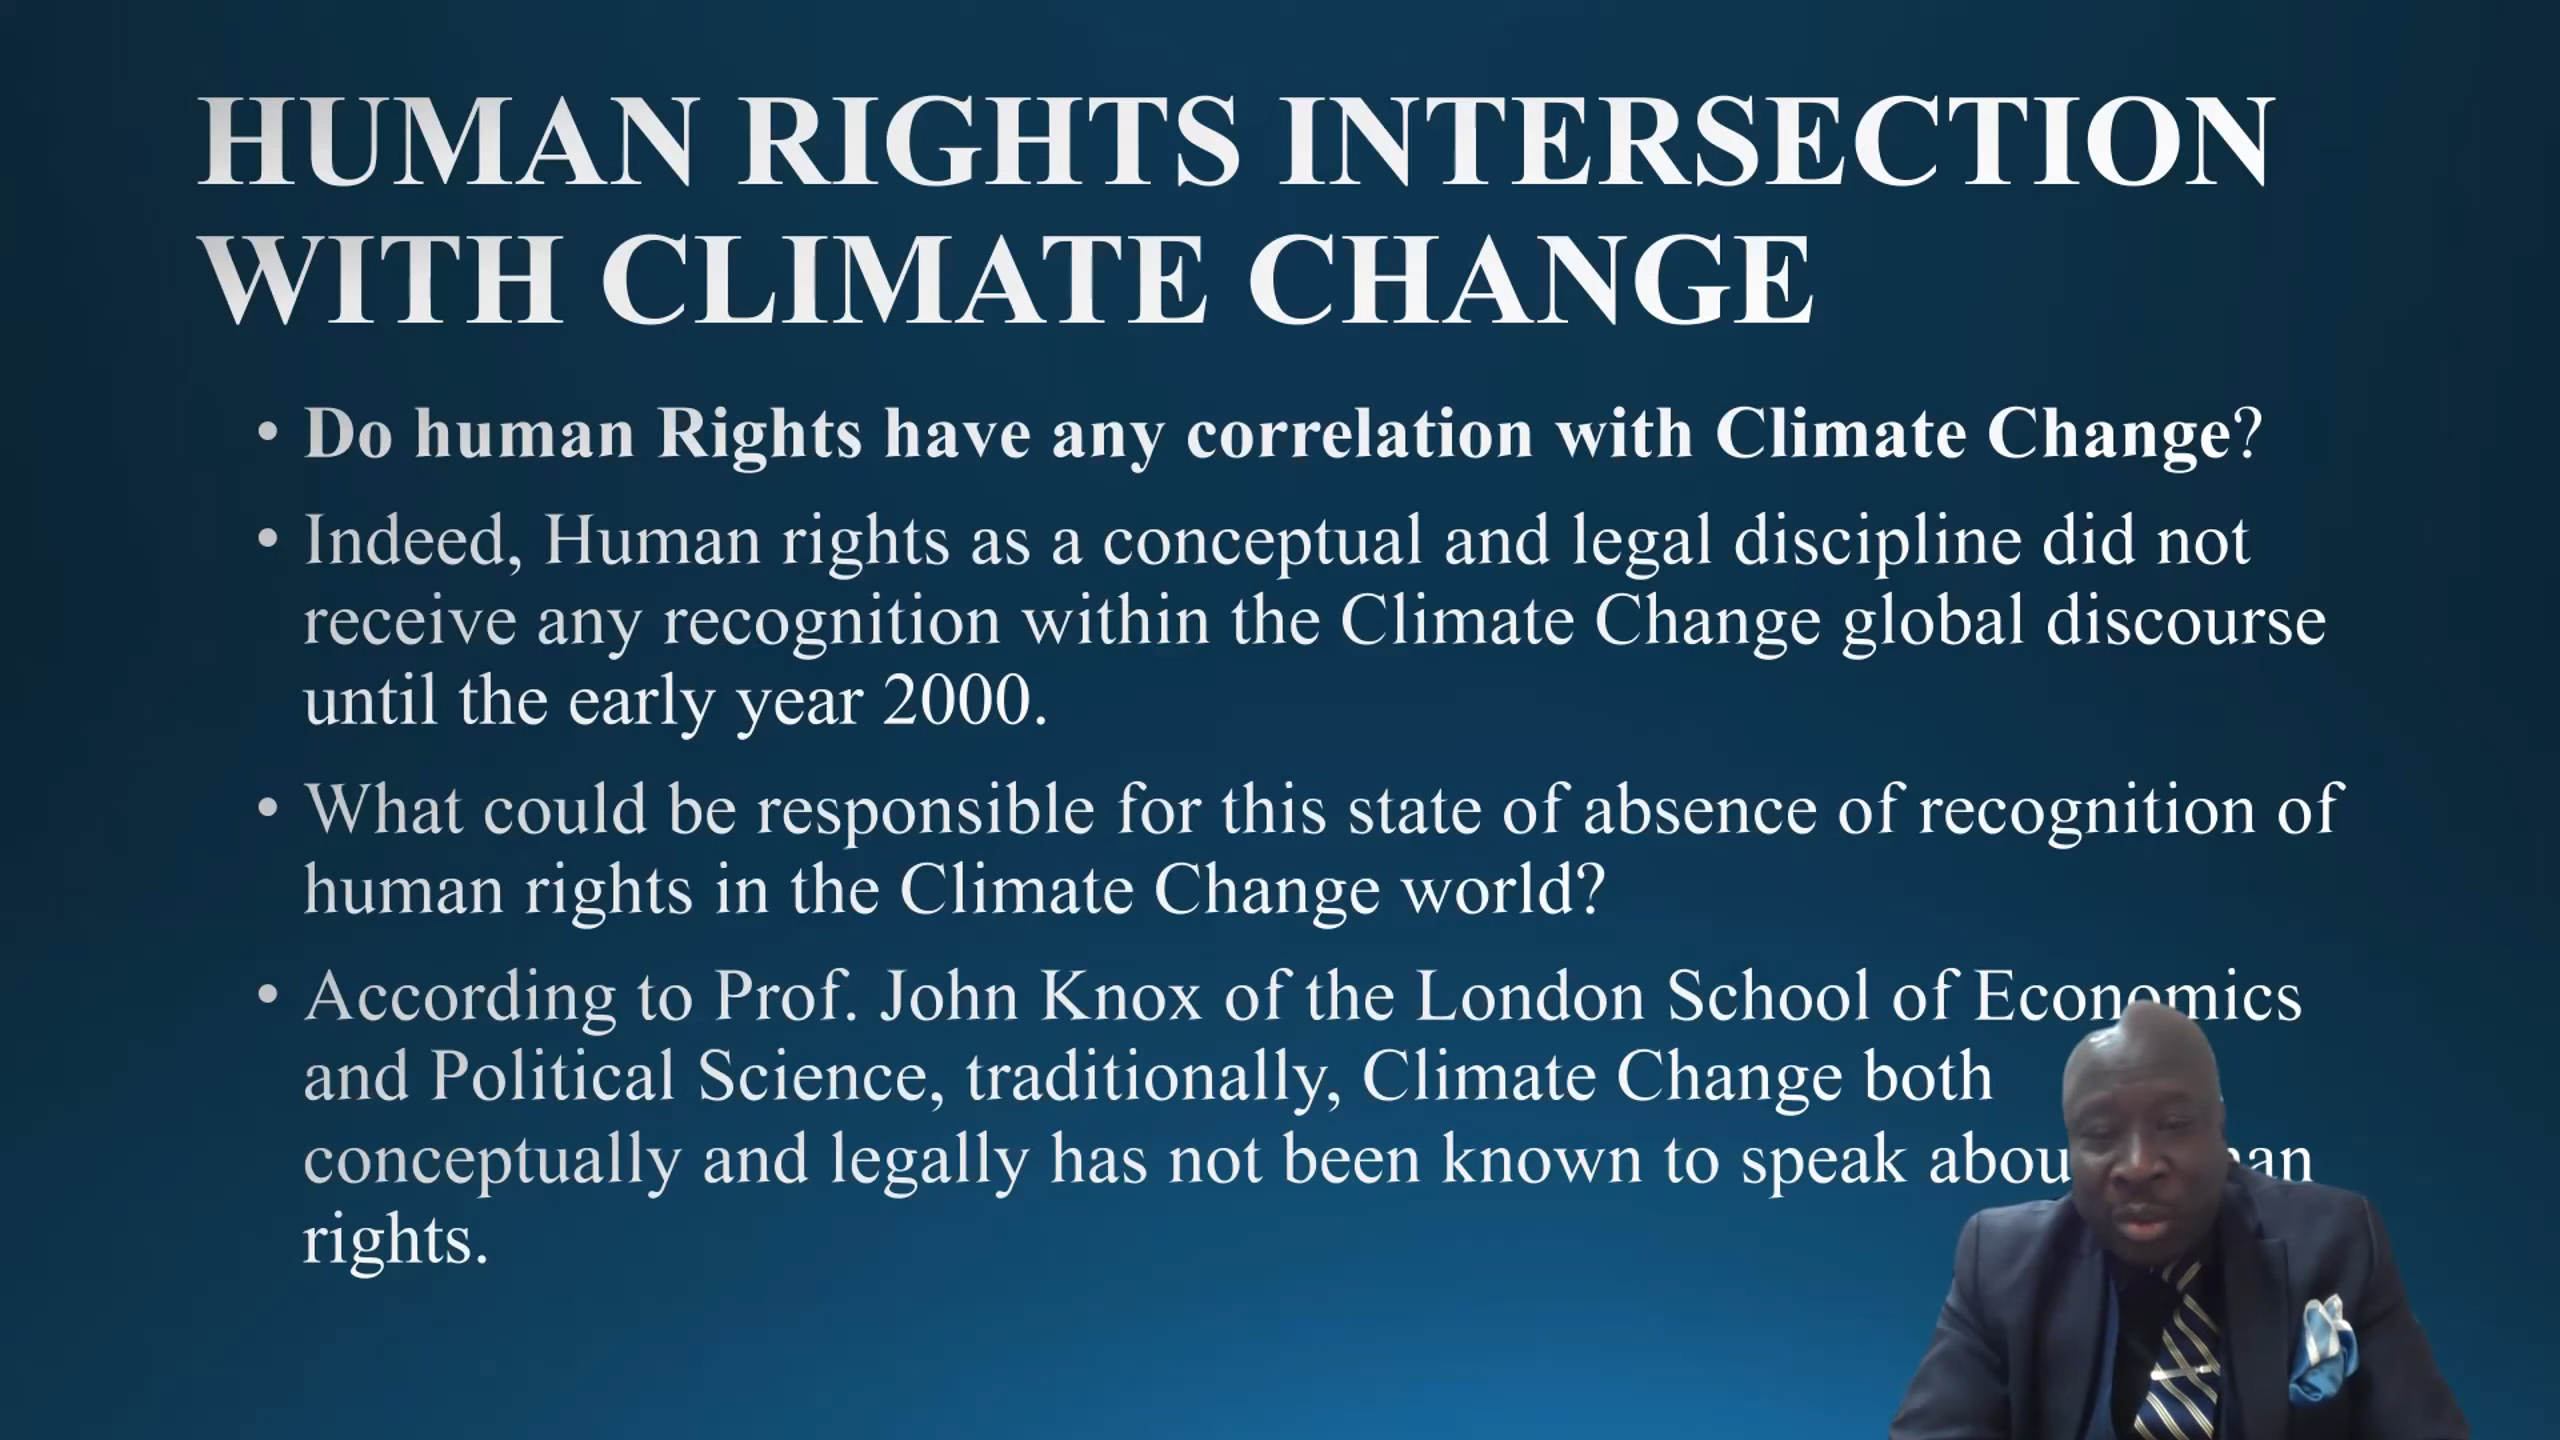 HUMAN RIGHTS INTERSECTION
WITH CLIMATE CHANGE
• Do human Rights have any correlation with Climate Change?
• Indeed, Human rights as a conceptual and legal discipline did not
receive any recognition within the Climate Change global discourse
until the early year 2000.
• What could be responsible for this state of absence of recognition of
human rights in the Climate Change world?
• According to Prof. John Knox of the London School of Economics
and Political Science, traditionally, Climate Change both
conceptually and legally has not been known to speak
rights.